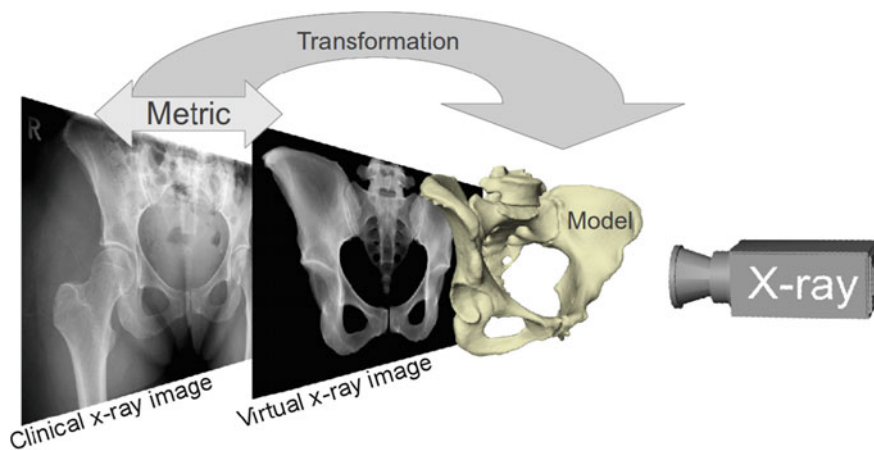 Transformation
Metric
R
Model
X-ray
Clinical x-ray image
Virtual x-ray image